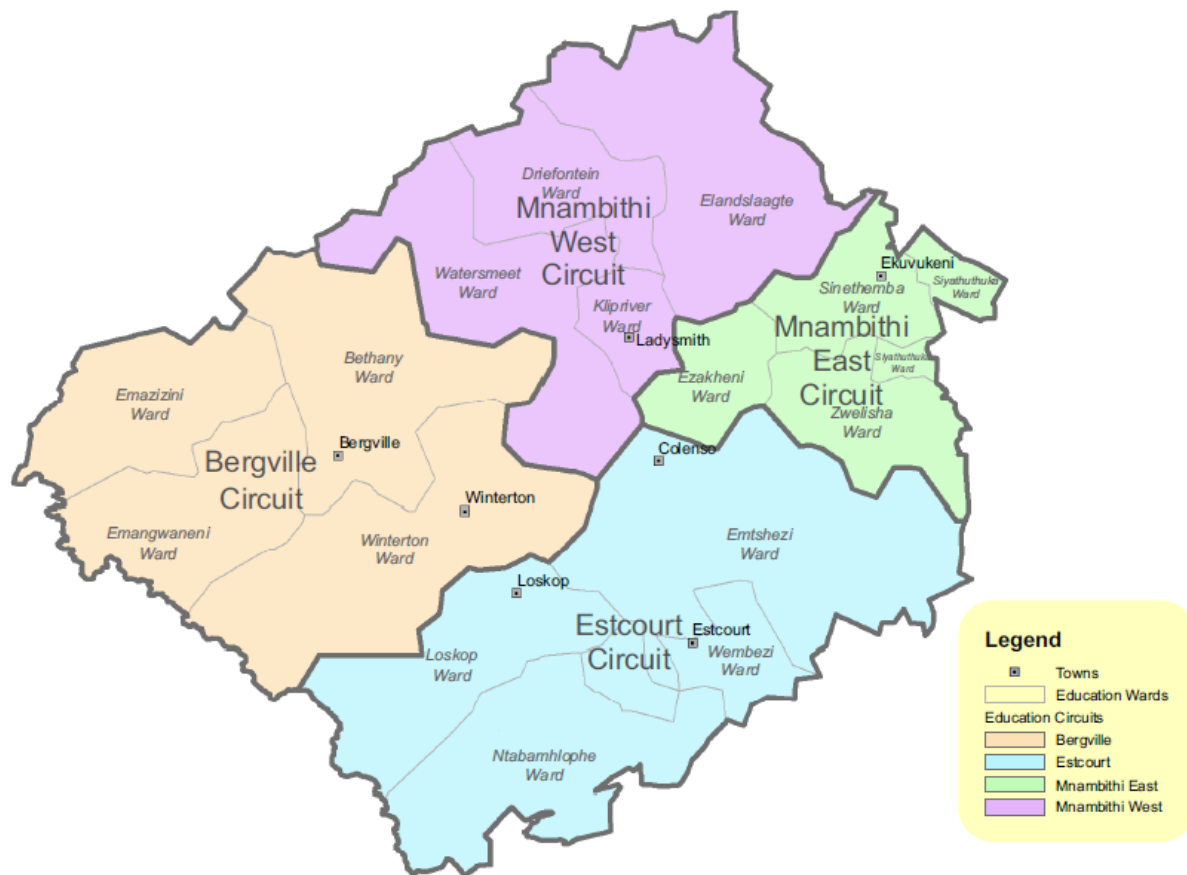 Driefontein
Ward
Mnambithi
West
Circuit
Elandslaagte
Ward
Watersmeet
Ward
Klipriver
Ward
Ladysmith
Ekuvukeni
Siyathuthuka
Ward
Sinethemba
Ward
Mnambithi
East
Circuit
Siyathuthuka
Ward
Ezakheni
Ward
Zwelisha
Ward
Bethany
Ward
Emazizini
Ward
Bergville
Bergville
Circuit
Winterton
Emangwaneni
Ward
Winterton
Ward
Colenso
Emtshezi
Ward
Loskop
Estcourt
Circuit
Estcourt
Wembezi
Ward
Loskop
Ward
Ntabamhlophe
Ward
Legend
Towns
Education Wards
Education Circuits
Bergville
Estcourt
Mnambithi East
Mnambithi West